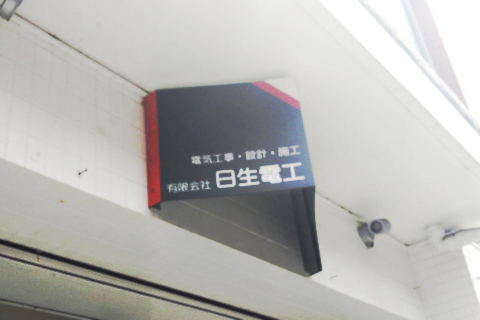 電気工事・設計・施工
有限会社 日生電工